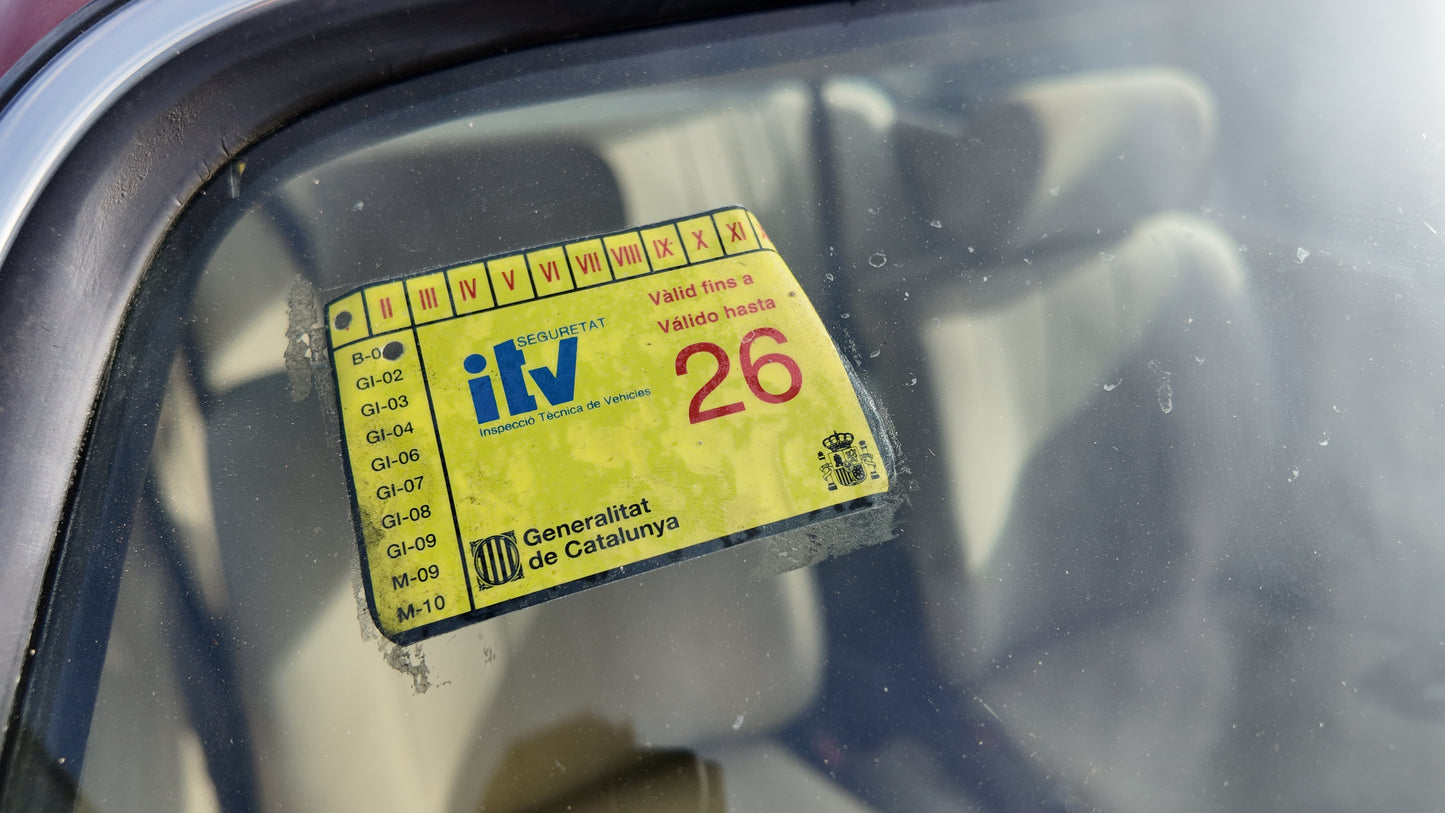 II III IV V VI VII VIII IX X XI
B-0
GI-02
GI-03
GI-04
GI-06
GI-07
GI-08
GI-09
M-09
M-10
SEGURETAT
itv
Inspecció Tècnica de Vehicles
Vàlid fins a
Válido hasta
26
Generalitat
de Catalunya